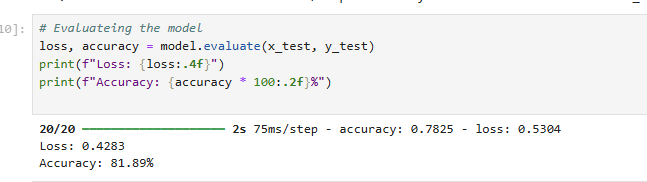 10]:
# Evaluateing the model
loss, accuracy = model.evaluate(x_test, y_test)
print(f"Loss: {loss:.4f}")
print(f"Accuracy: {accuracy * 100:.2f}%")
20/20 ━━━━━━━━━━━━━━━━━━━━ 2s 75ms/step - accuracy: 0.7825 - loss: 0.5304
Loss: 0.4283
Accuracy: 81.89%